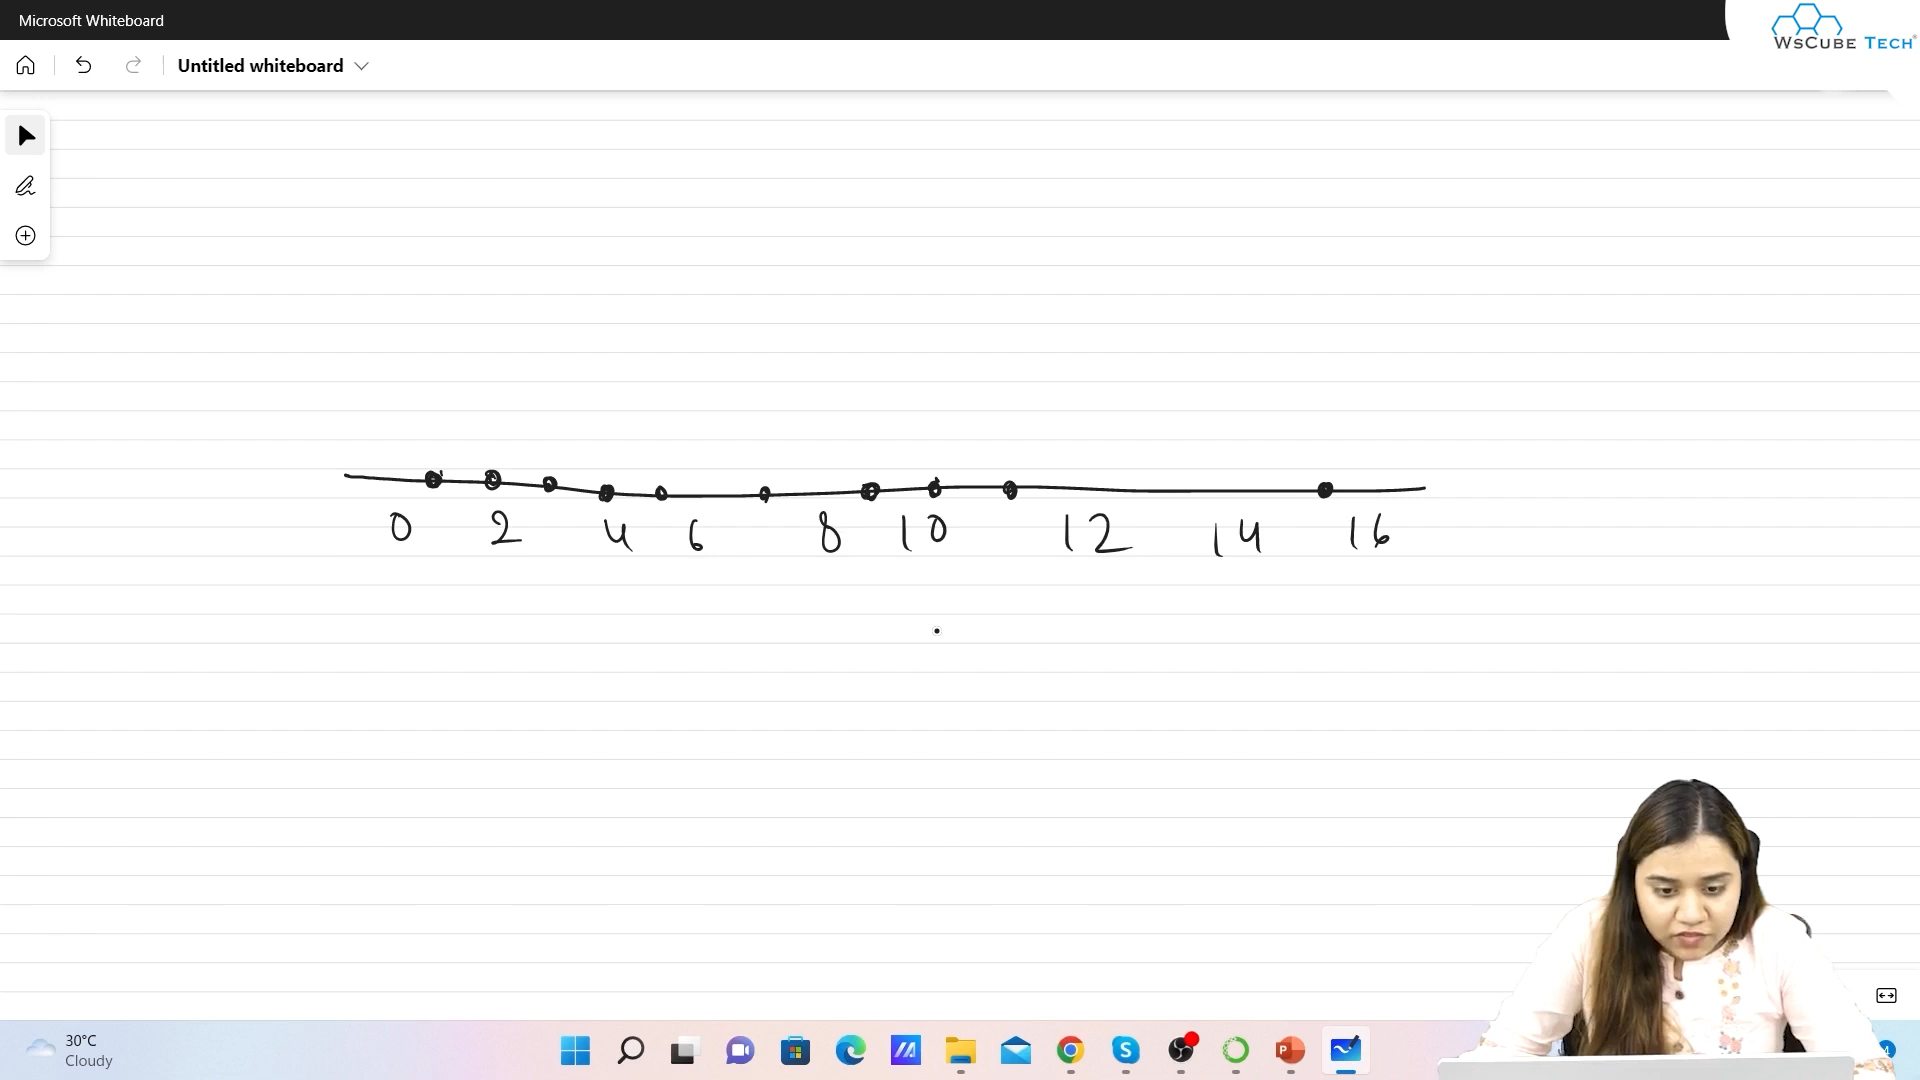 Microsoft Whiteboard
WsCube Tech
Untitled whiteboard
0 2 4 6 8 10 12 14 16
30°C
Cloudy